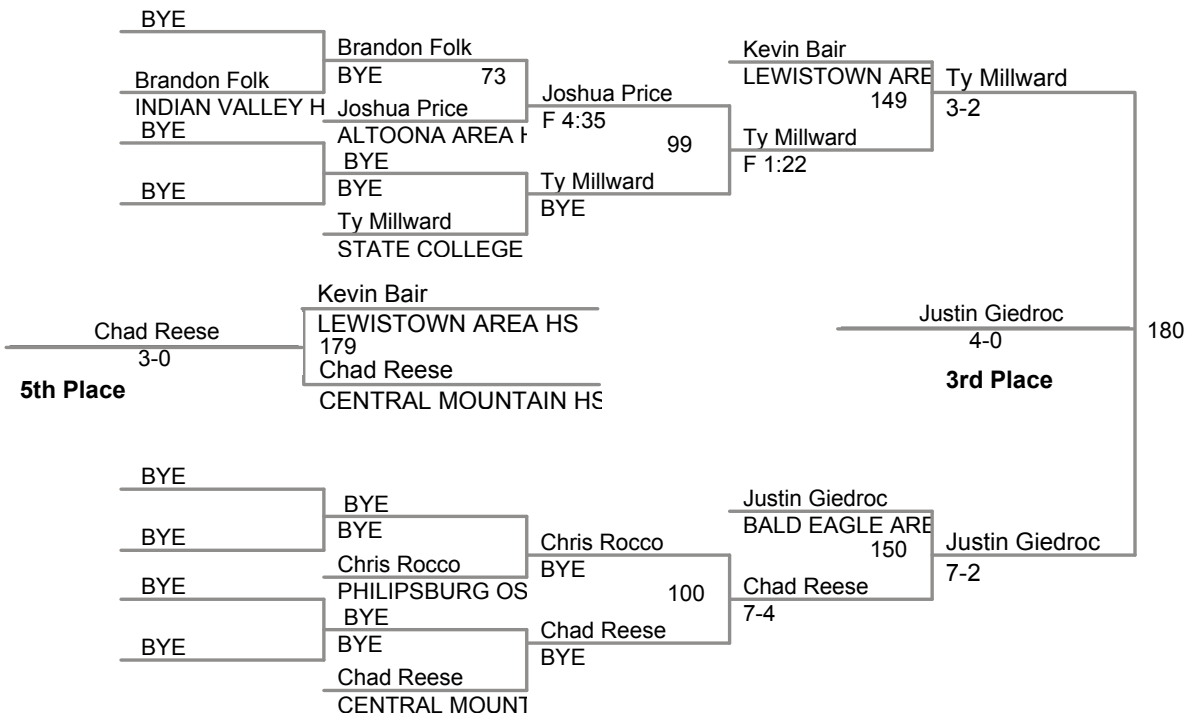 BYE
Brandon Folk
INDIAN VALLEY H
BYE
BYE
Brandon Folk
BYE 73
Joshua Price
ALTOONA AREA H
BYE
BYE
Ty Millward
STATE COLLEGE
Joshua Price
F 4:35
99
Ty Millward
BYE
Kevin Bair
LEWISTOWN ARE
149
Ty Millward
F 1:22
Ty Millward
3-2
Chad Reese
3-0
5th Place
Kevin Bair
LEWISTOWN AREA HS
179
Chad Reese
CENTRAL MOUNTAIN HS
Justin Giedroc
4-0
3rd Place
180
BYE
BYE
BYE
BYE
BYE
BYE
Chris Rocco
PHILIPSBURG OS
BYE
BYE
Chad Reese
CENTRAL MOUNT
Chris Rocco
BYE
100
Chad Reese
BYE
Justin Giedroc
BALD EAGLE ARE
150
Chad Reese
7-4
Justin Giedroc
7-2